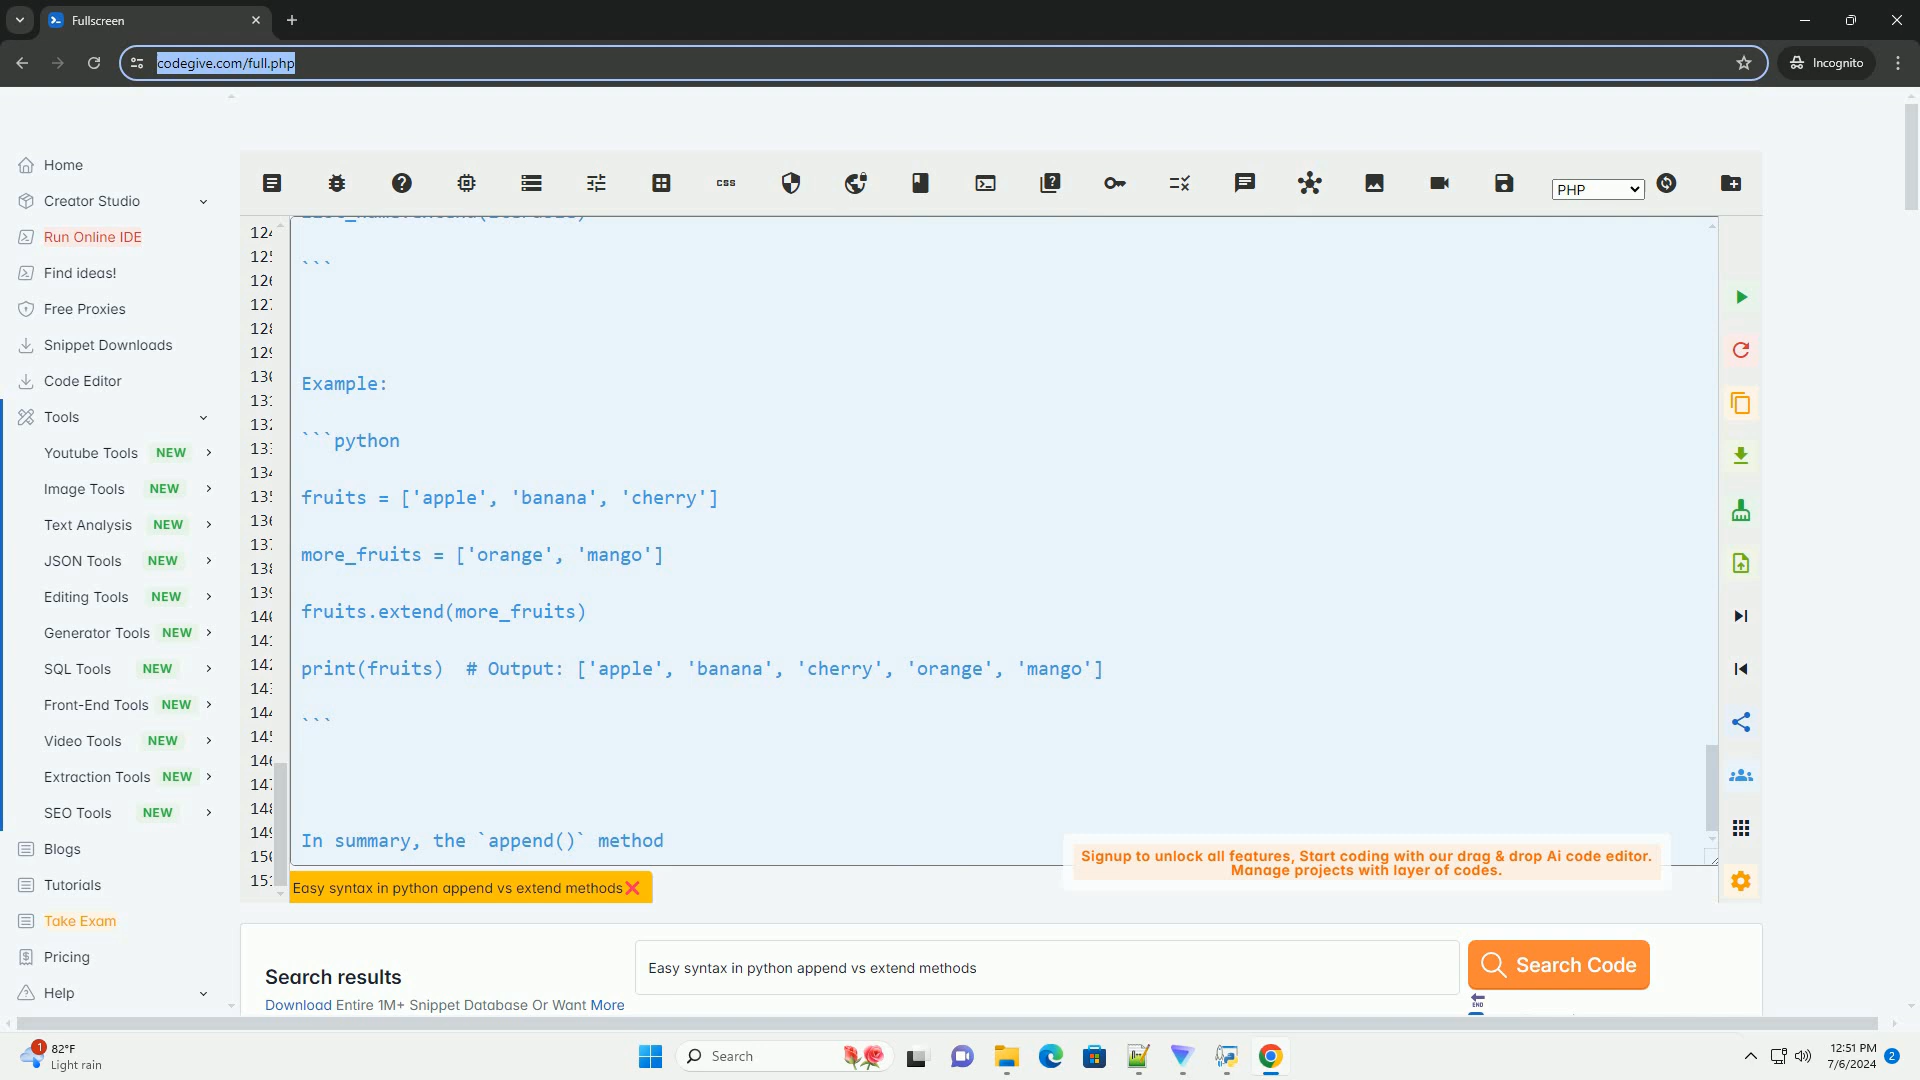 Fullscreen
codegive.com/full.php
Incognito
Home
Creator Studio
Run Online IDE
Find ideas!
Free Proxies
Snippet Downloads
Code Editor
Tools
Youtube Tools NEW
Image Tools NEW
Text Analysis NEW
JSON Tools NEW
Editing Tools NEW
Generator Tools NEW
SQL Tools NEW
Front-End Tools NEW
Video Tools NEW
Extraction Tools NEW
SEO Tools NEW
Blogs
Tutorials
Take Exam
Pricing
Help
css
PHP
```
Example:
```python
fruits = ['apple', 'banana', 'cherry']
more_fruits = ['orange', 'mango']
fruits.extend(more_fruits)
print(fruits)  # Output: ['apple', 'banana', 'cherry', 'orange', 'mango']
```
In summary, the `append()` method
Signup to unlock all features, Start coding with our drag & drop Ai code editor.
Manage projects with layer of codes.
Easy syntax in python append vs extend methods
Search results
Download Entire 1M+ Snippet Database Or Want More
Easy syntax in python append vs extend methods
Search Code
END
1
82°F
Light rain
Search
12:51 PM
7/6/2024
2